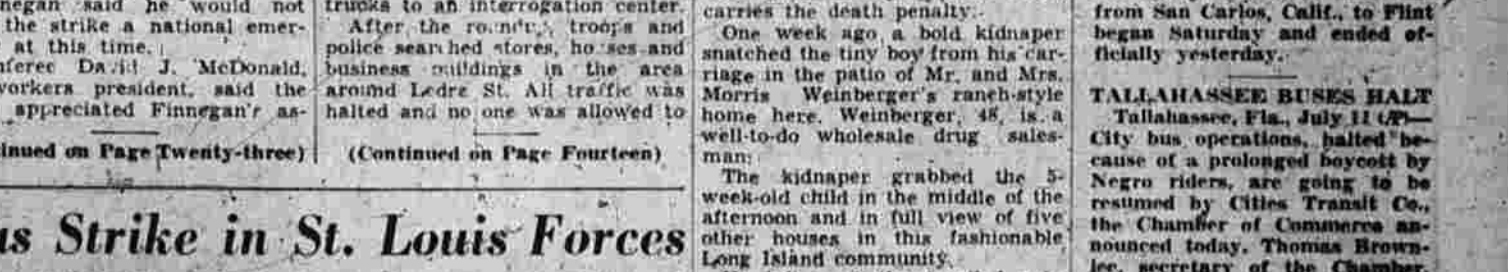 negan said he would not
the strike a national emer-
at this time.
feree David J. McDonald,
workers president, said the
appreciated Finnegan'r as-
inued on Page Twenty-three)
trucks to an interrogation center.
After the roundup, troops and
police searched stores, houses and
business buildings in the area
around Ledre St. All traffic was
halted and no one was allowed to
(Continued on Page Fourteen)
s Strike in St. Louis Forces
carries the death penalty.
One week ago a bold kidnaper
snatched the tiny boy from his car-
riage in the patio of Mr. and Mrs.
Morris Weinberger's ranch-style
home here. Weinberger, 48, is a
well-to-do wholesale drug sales-
man.
The kidnaper grabbed the 5-
week-old child in the middle of the
afternoon and in full view of five
other houses in this fashionable
Long Island community.
from San Carlos, Calif., to Flint
began Saturday and ended of-
ficially yesterday.
TALLAHASSEE BUSES HALT
Tallahassee, Fla., July 11 (AP)—
City bus operations, halted be-
cause of a prolonged boycott by
Negro riders, are going to be
resumed by Cities Transit Co.,
the Chamber of Commerce an-
nounced today. Thomas Brown-
lee, secretary of the Chamber,